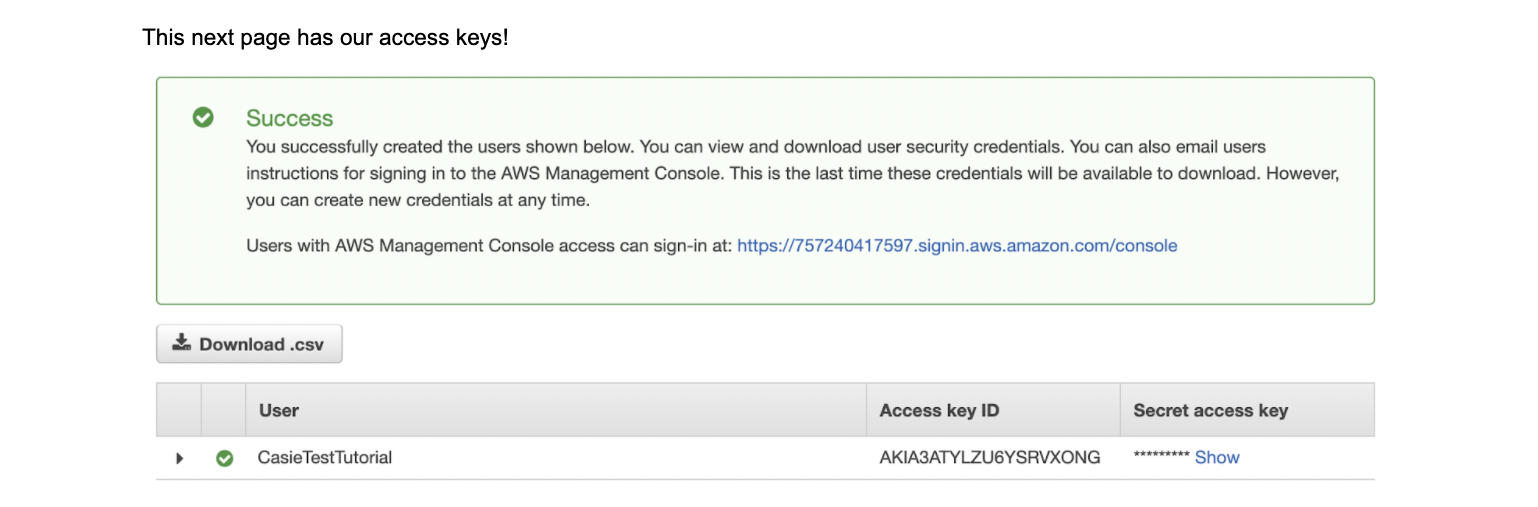 This next page has our access keys!
Success
You successfully created the users shown below. You can view and download user security credentials. You can also email users
instructions for signing in to the AWS Management Console. This is the last time these credentials will be available to download. However,
you can create new credentials at any time.
Users with AWS Management Console access can sign-in at: https://757240417597.signin.aws.amazon.com/console
Download .csv
User Access key ID Secret access key
CasieTestTutorial AKIA3ATYLZU6YSRVXONG ********* Show